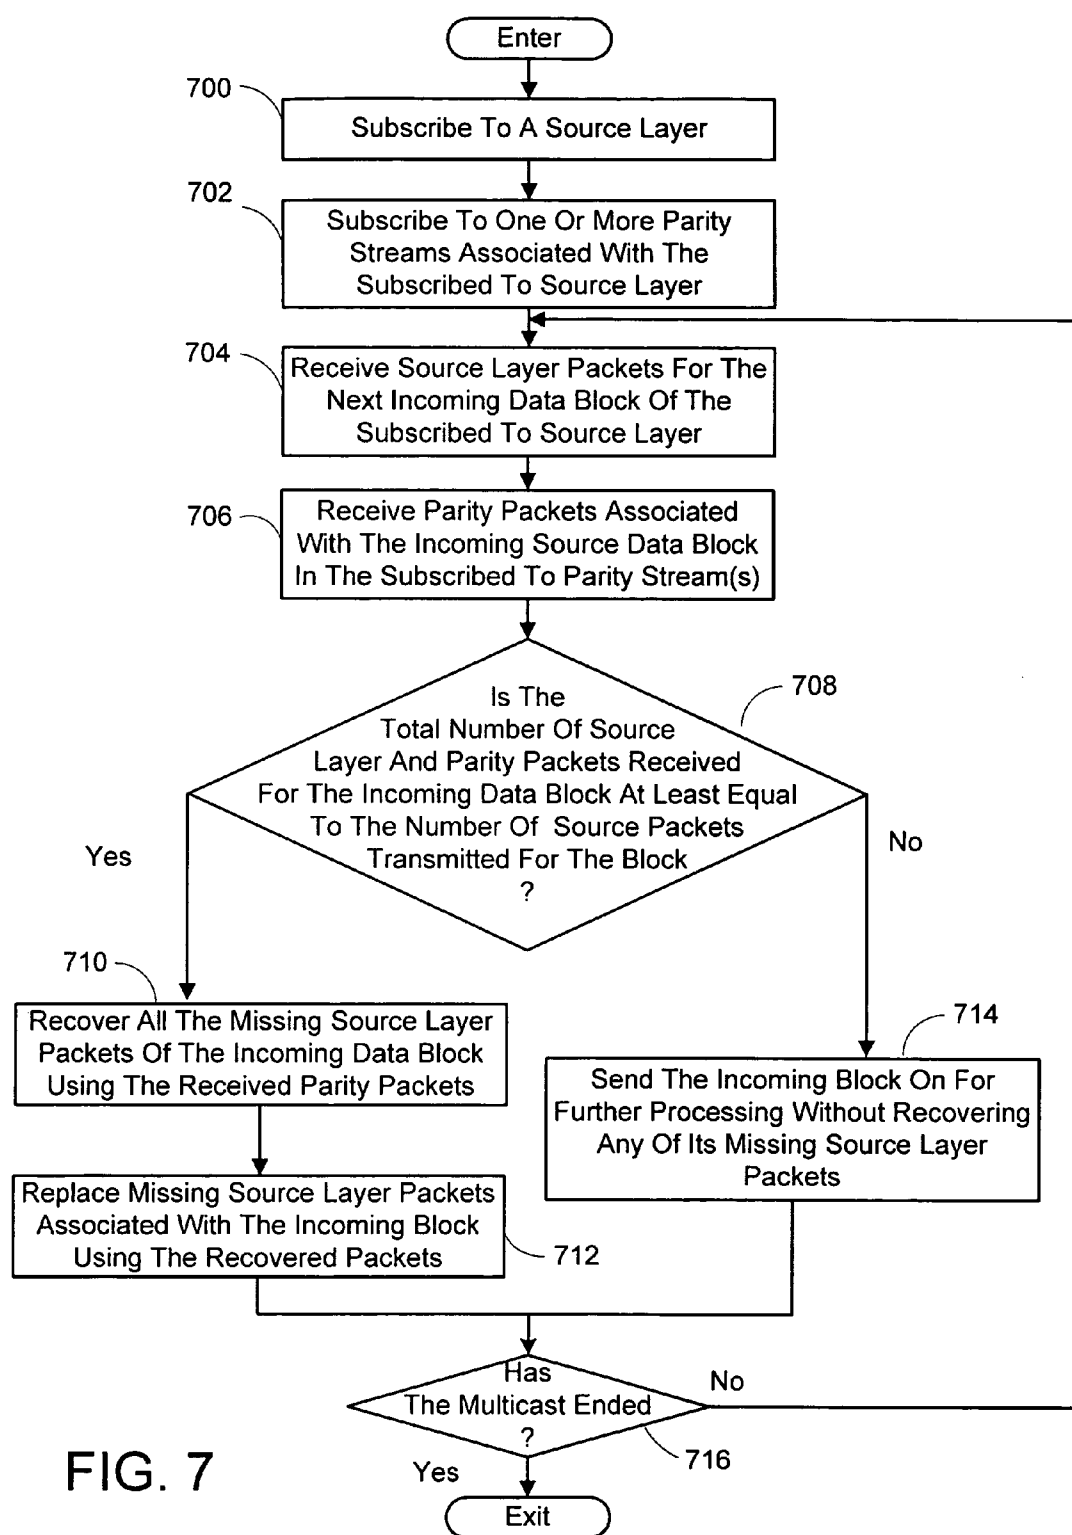 Enter
700
Subscribe To A Source Layer
702
Subscribe To One Or More Parity
Streams Associated With The
Subscribed To Source Layer
704
Receive Source Layer Packets For The
Next Incoming Data Block Of The
Subscribed To Source Layer
706
Receive Parity Packets Associated
With The Incoming Source Data Block
In The Subscribed To Parity Stream(s)
708
Is The
Total Number Of Source
Layer And Parity Packets Received
For The Incoming Data Block At Least Equal
To The Number Of Source Packets
Transmitted For The Block
?
Yes
No
710
Recover All The Missing Source Layer
Packets Of The Incoming Data Block
Using The Received Parity Packets
714
Send The Incoming Block On For
Further Processing Without Recovering
Any Of Its Missing Source Layer
Packets
Replace Missing Source Layer Packets
Associated With The Incoming Block
Using The Recovered Packets
712
Has
The Multicast Ended
?
No
716
Yes
Exit
FIG. 7